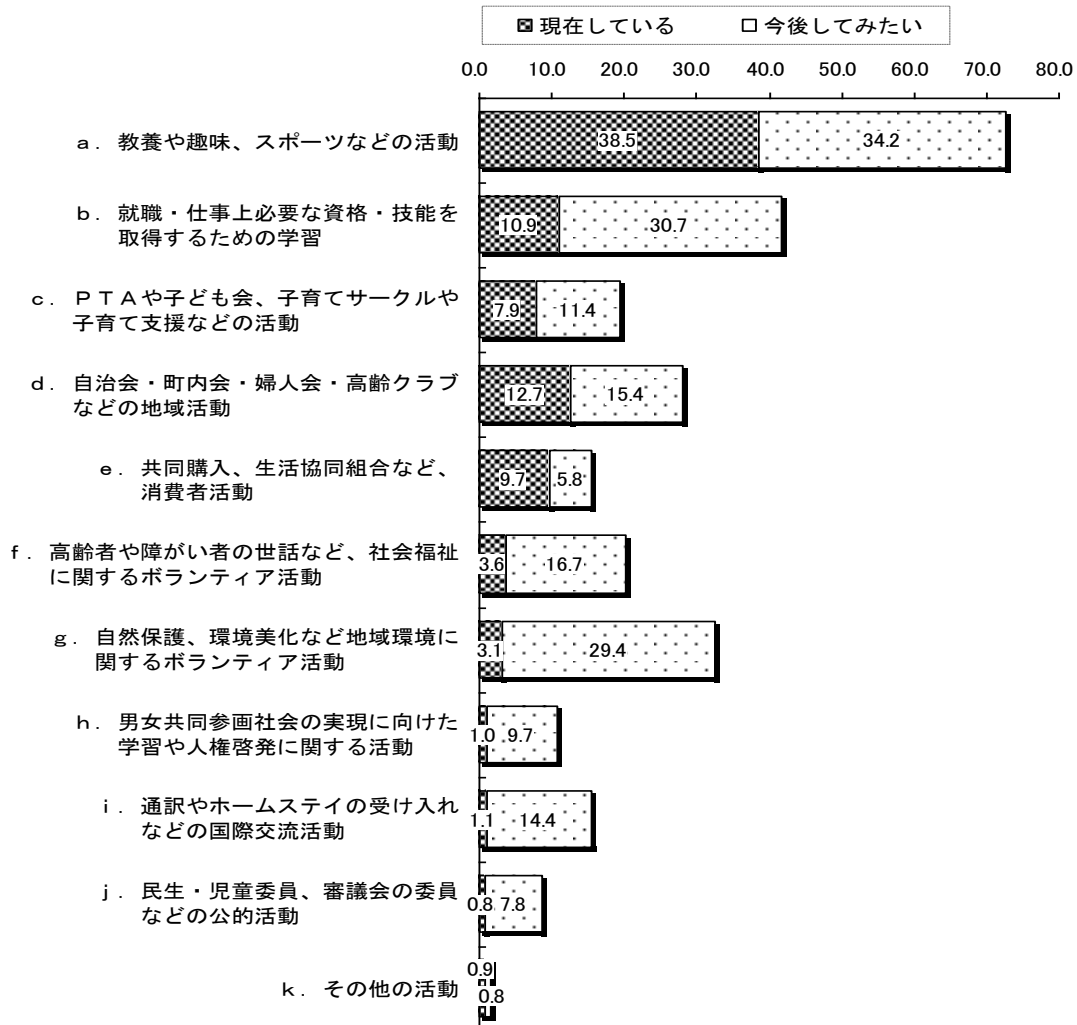 現在している 今後してみたい
0.0 10.0 20.0 30.0 40.0 50.0 60.0 70.0 80.0
a. 教養や趣味、スポーツなどの活動 38.5 34.2
b. 就職・仕事上必要な資格・技能を
取得するための学習
10.9 30.7
c. PTAや子ども会、子育てサークルや
子育て支援などの活動
7.9 11.4
d. 自治会・町内会・婦人会・高齢クラブ
などの地域活動
12.7 15.4
e. 共同購入、生活協同組合など、
消費者活動
9.7 5.8
f. 高齢者や障がい者の世話など、社会福祉
に関するボランティア活動
3.6 16.7
g. 自然保護、環境美化など地域環境に
関するボランティア活動
3.1 29.4
h. 男女共同参画社会の実現に向けた
学習や人権啓発に関する活動
1.0 9.7
i. 通訳やホームステイの受け入れ
などの国際交流活動
1.1 14.4
j. 民生・児童委員、審議会の委員
などの公的活動
0.8 7.8
k. その他の活動
0.9
0.8